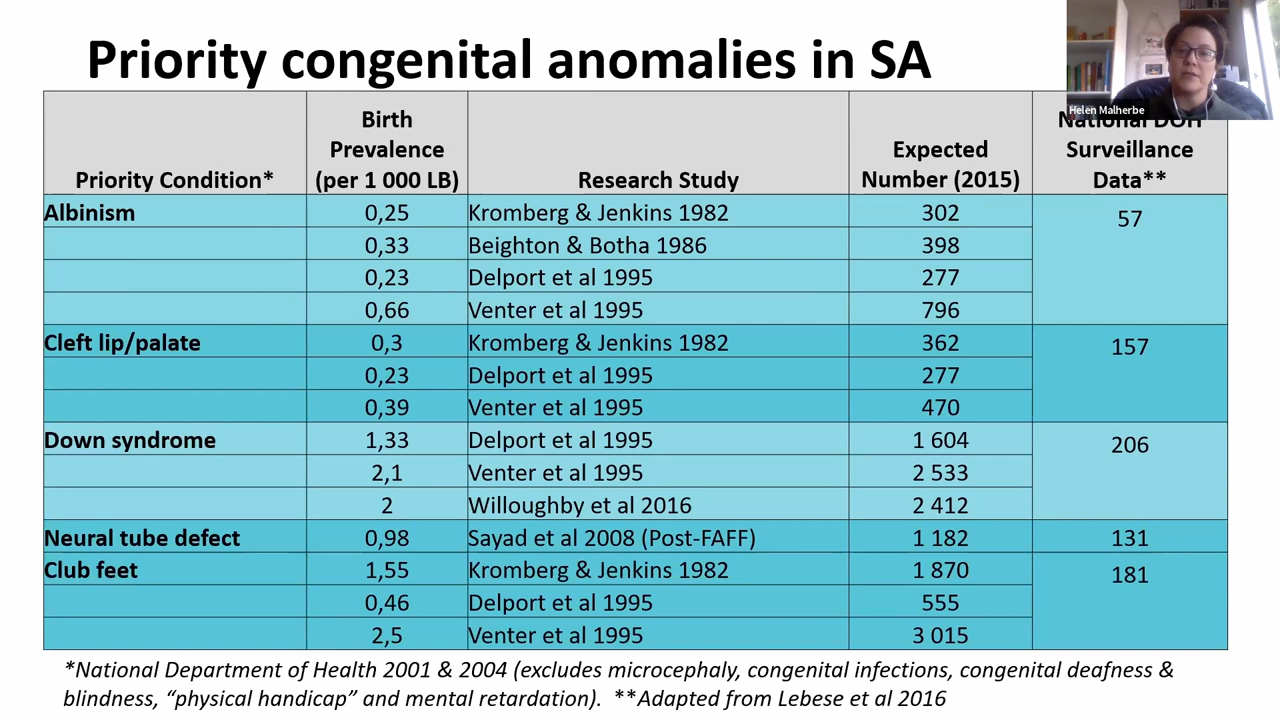 Priority congenital anomalies in SA
Helen Malherbe
Priority Condition*
Birth
Prevalence
(per 1 000 LB)
Research Study
Expected
Number (2015)
National DOH
Surveillance
Data**
Albinism 0,25 Kromberg & Jenkins 1982 302 57
0,33 Beighton & Botha 1986 398
0,23 Delport et al 1995 277
0,66 Venter et al 1995 796
Cleft lip/palate 0,3 Kromberg & Jenkins 1982 362 157
0,23 Delport et al 1995 277
0,39 Venter et al 1995 470
Down syndrome 1,33 Delport et al 1995 1 604 206
2,1 Venter et al 1995 2 533
2 Willoughby et al 2016 2 412
Neural tube defect 0,98 Sayad et al 2008 (Post-FAFF) 1 182 131
Club feet 1,55 Kromberg & Jenkins 1982 1 870 181
0,46 Delport et al 1995 555
2,5 Venter et al 1995 3 015
*National Department of Health 2001 & 2004 (excludes microcephaly, congenital infections, congenital deafness &
blindness, “physical handicap” and mental retardation). **Adapted from Lebese et al 2016